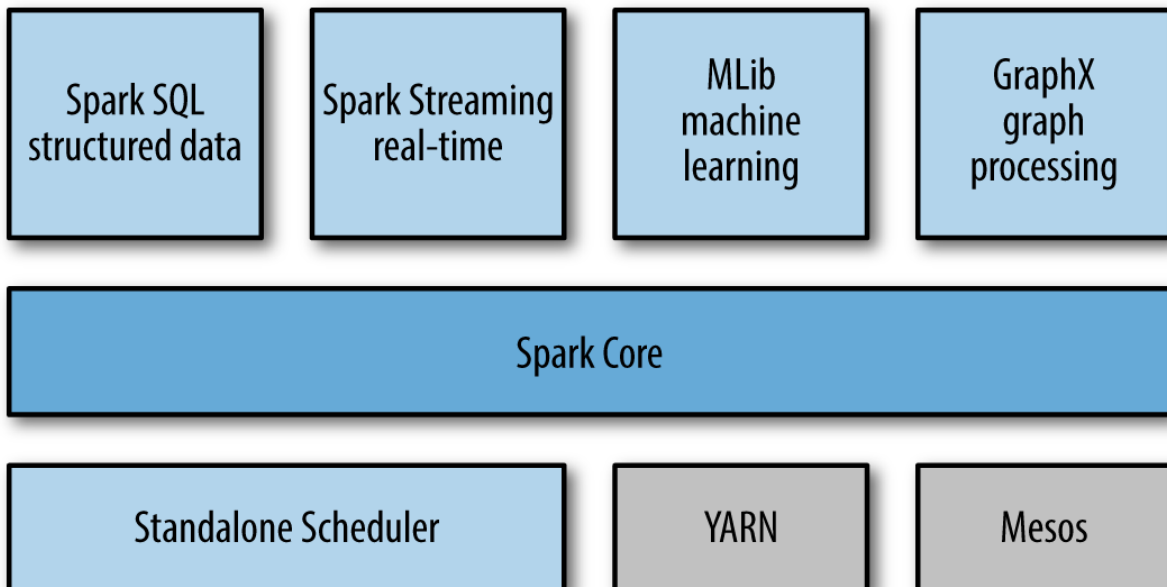 Spark SQL
structured data
Spark Streaming
real-time
MLib
machine
learning
GraphX
graph
processing
Spark Core
Standalone Scheduler
YARN
Mesos